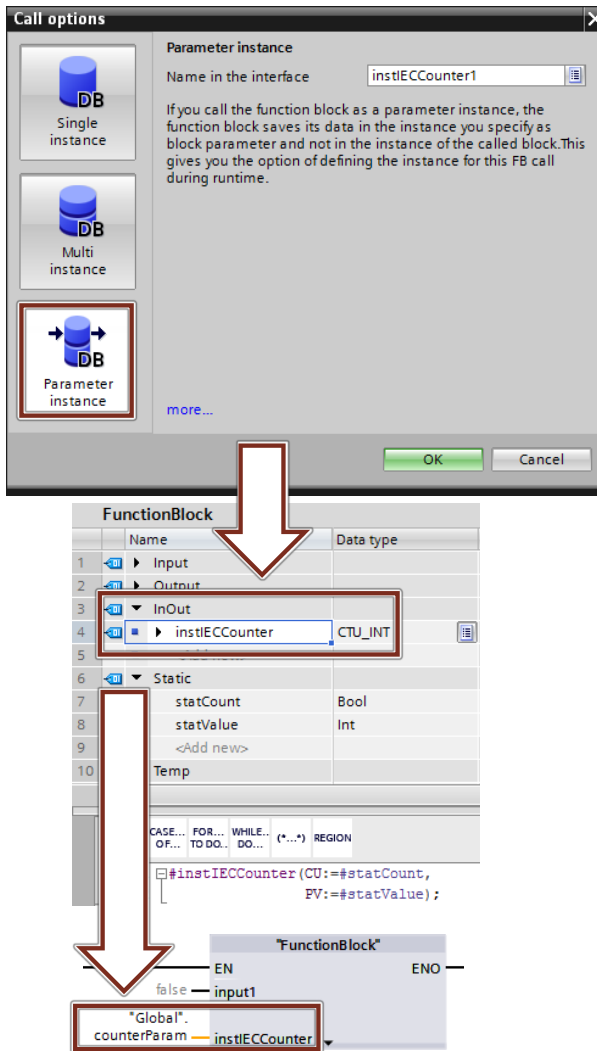 Call options
Parameter instance
Name in the interface instIECCounter1
DB
Single
instance
If you call the function block as a parameter instance, the
function block saves its data in the instance you specify as
block parameter and not in the instance of the called block.This
gives you the option of defining the instance for this FB call
during runtime.
DB
Multi
instance
DB
Parameter
instance
more...
OK Cancel
FunctionBlock
Name Data type
1 Input
2 Output
3 InOut
4 instIECCounter CTU_INT
5
6 Static
7 statCount Bool
8 statValue Int
9 <Add new>
10 Temp
CASE... FOR... WHILE.. (*...*) REGION
OF... TO DO.. DO...
#instIECCounter(CU:=#statCount,
PV:=#statValue);
"FunctionBlock"
EN ENO
false input1
"Global".
counterParam instIECCounter